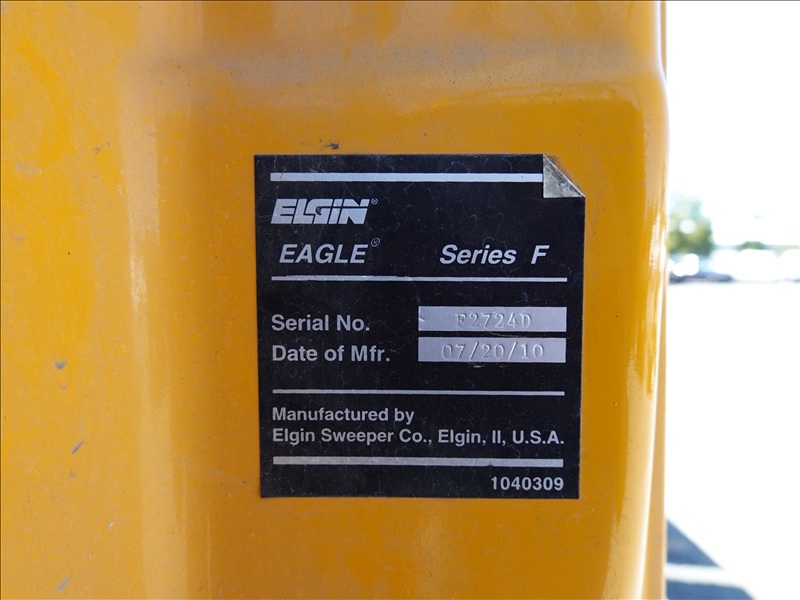 ELGIN®
EAGLE® Series F
Serial No. F2724D
Date of Mfr. 07/20/10
Manufactured by
Elgin Sweeper Co., Elgin, Il, U.S.A.
1040309